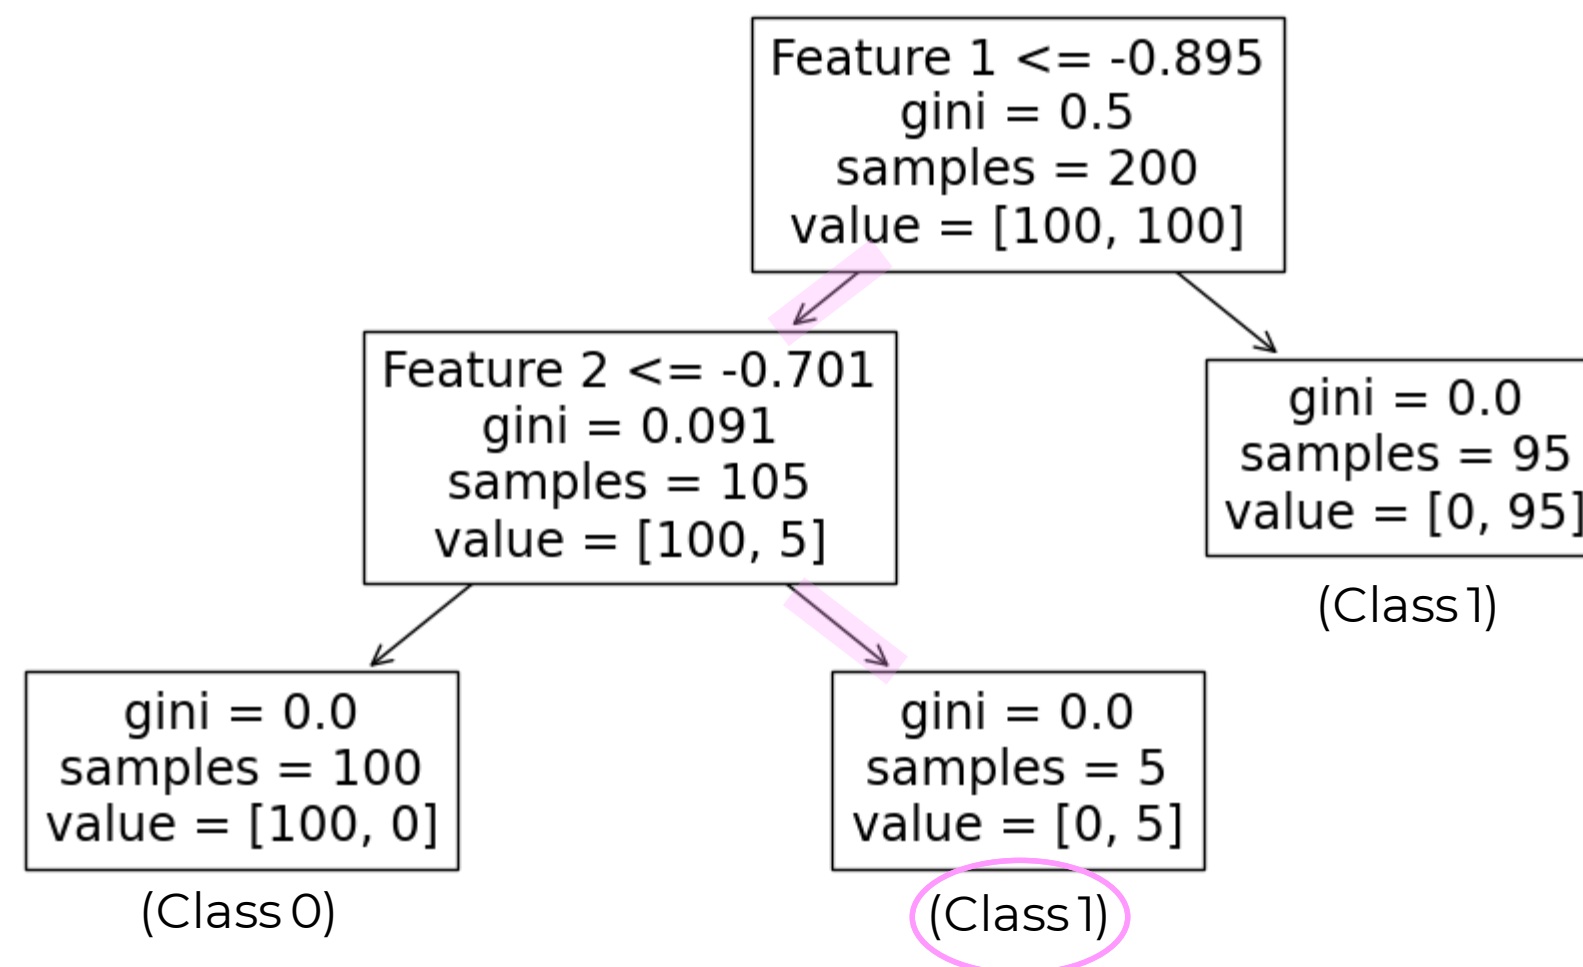 Feature 1 <= -0.895
gini = 0.5
samples = 200
value = [100, 100]
Feature 2 <= -0.701
gini = 0.091
samples = 105
value = [100, 5]
gini = 0.0
samples = 95
value = [0, 95]
(Class 1)
gini = 0.0
samples = 100
value = [100, 0]
(Class 0)
gini = 0.0
samples = 5
value = [0, 5]
(Class 1)